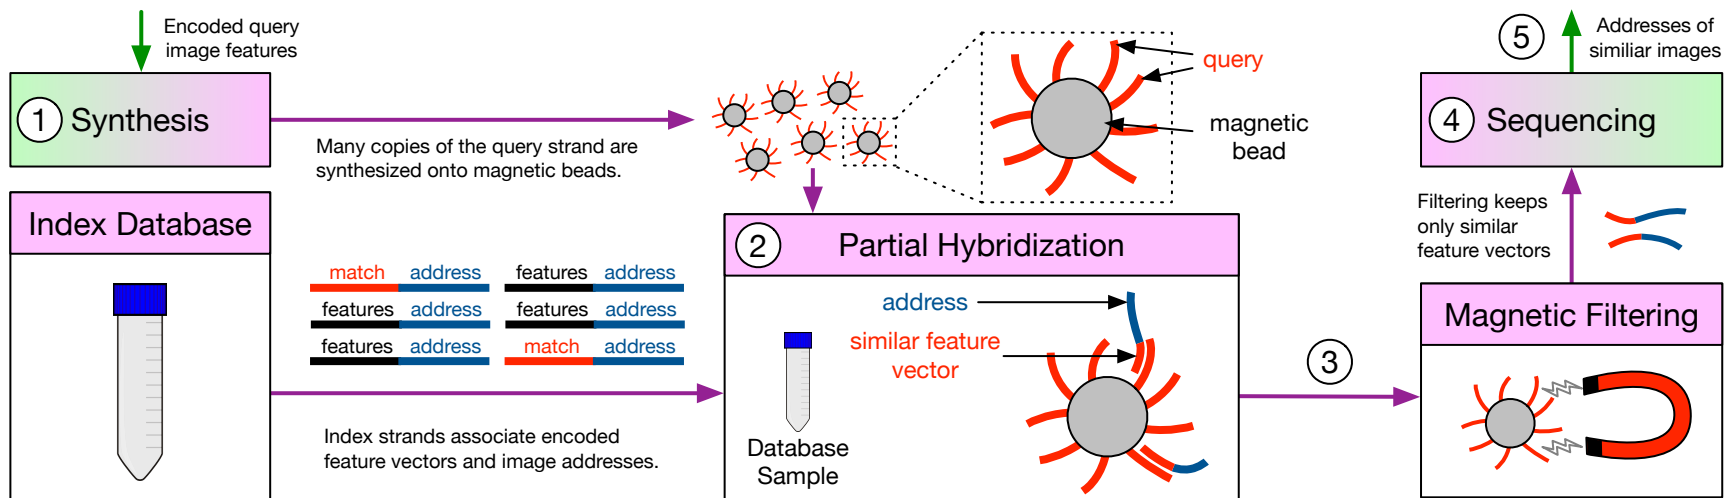 Encoded query
image features
1 Synthesis
Many copies of the query strand are
synthesized onto magnetic beads.
query
magnetic
bead
5
Addresses of
similiar images
4 Sequencing
Filtering keeps
only similar
feature vectors
Index Database
match address features address
features address features address
features address match address
Index strands associate encoded
feature vectors and image addresses.
2 Partial Hybridization
address
similar feature
vector
Database
Sample
3
Magnetic Filtering